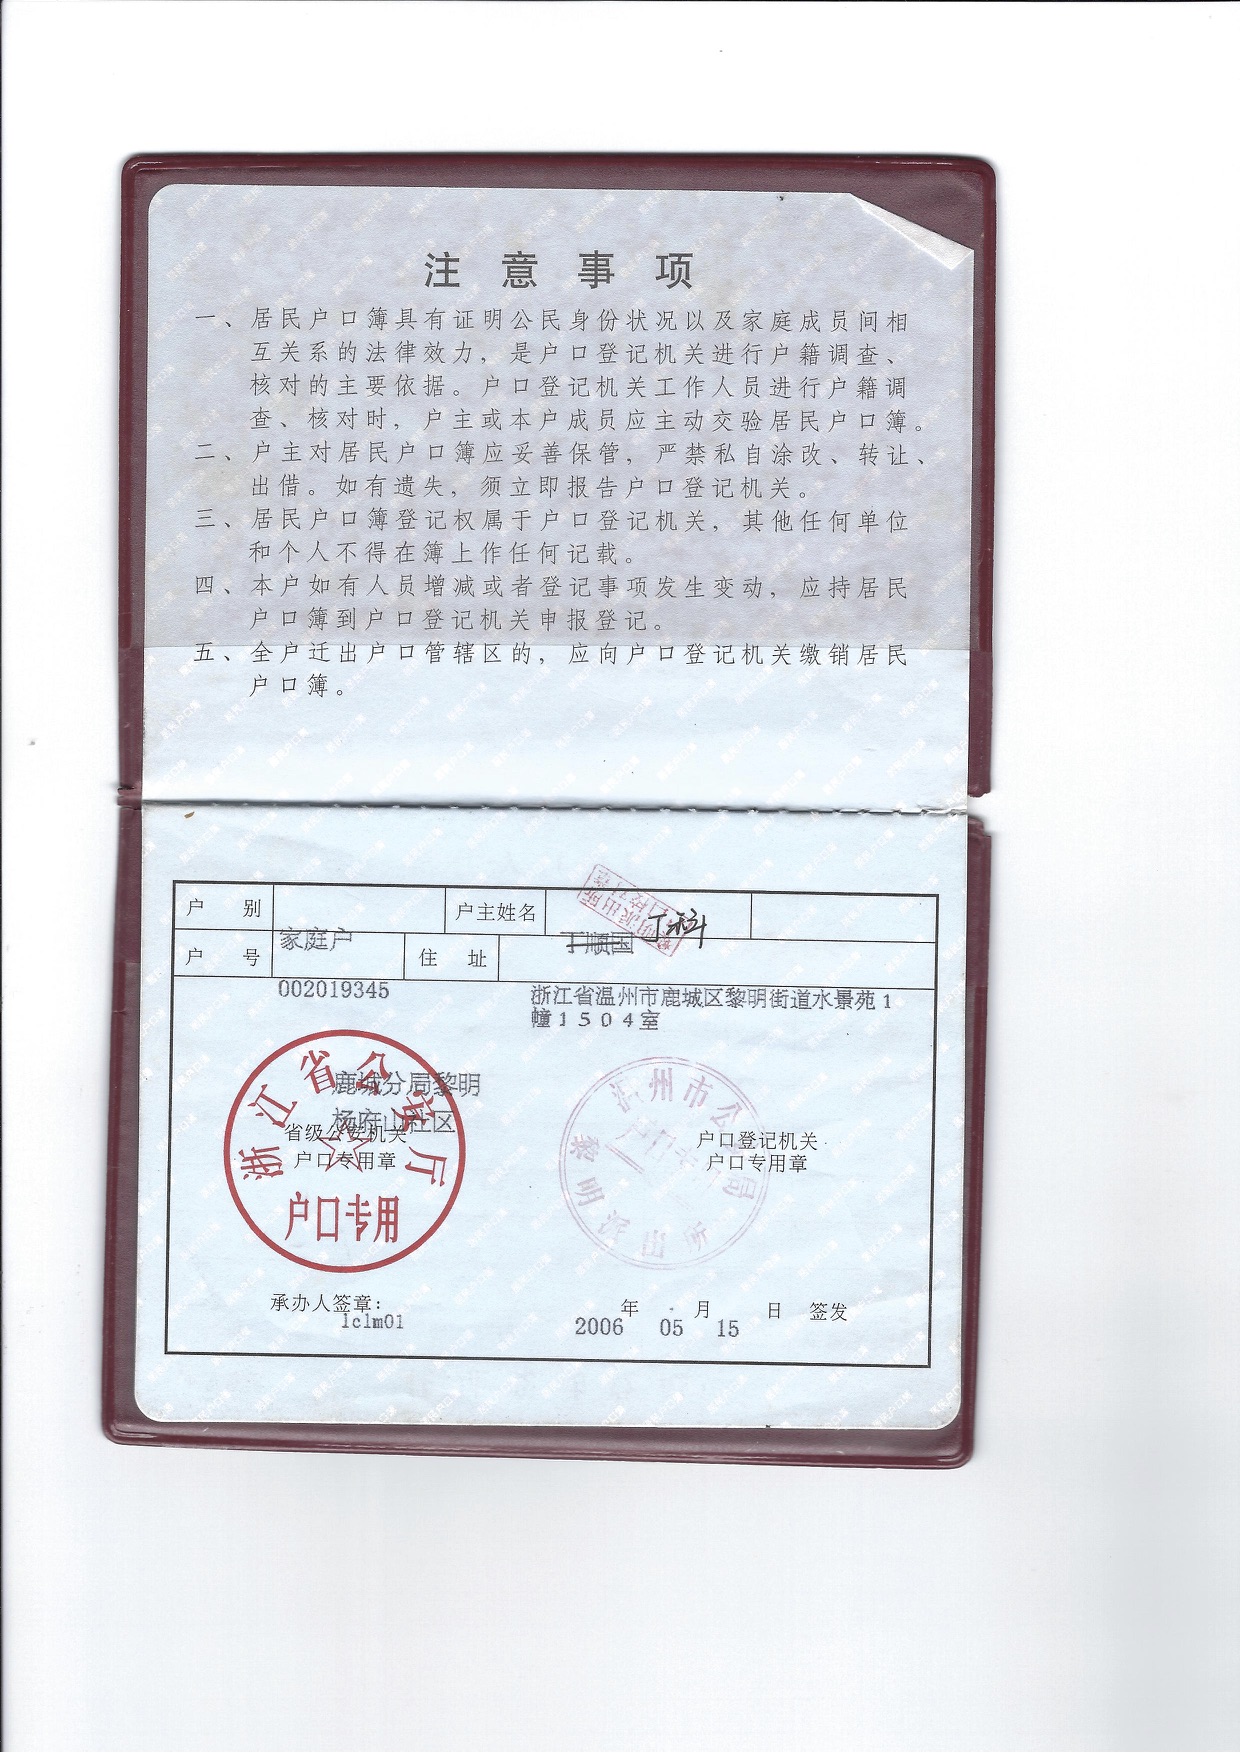 注意事项
一、居民户口簿具有证明公民身份状况以及家庭成员间相
互关系的法律效力，是户口登记机关进行户籍调查、
核对的主要依据。户口登记机关工作人员进行户籍调
查、核对时，户主或本户成员应主动交验居民户口簿。
二、户主对居民户口簿应妥善保管，严禁私自涂改、转让、
出借。如有遗失，须立即报告户口登记机关。
三、居民户口簿登记权属于户口登记机关，其他任何单位
和个人不得在簿上作任何记载。
四、本户如有人员增减或者登记事项发生变动，应持居民
户口簿到户口登记机关申报登记。
五、全户迁出户口管辖区的，应向户口登记机关缴销居民
户口簿。
户 别 户主姓名
家庭户 丁顺国 丁科
户 号 住 址
002019345 浙江省温州市鹿城区黎明街道水景苑1
幢1504室
浙江省公安厅
户口专用
鹿城分局黎明
杨府山社区
省级公安机关
户口专用章
温州市公安局
黎明派出所
户口登记机关
户口专用章
承办人签章：
lclm01
年 月 日 签发
2006 05 15